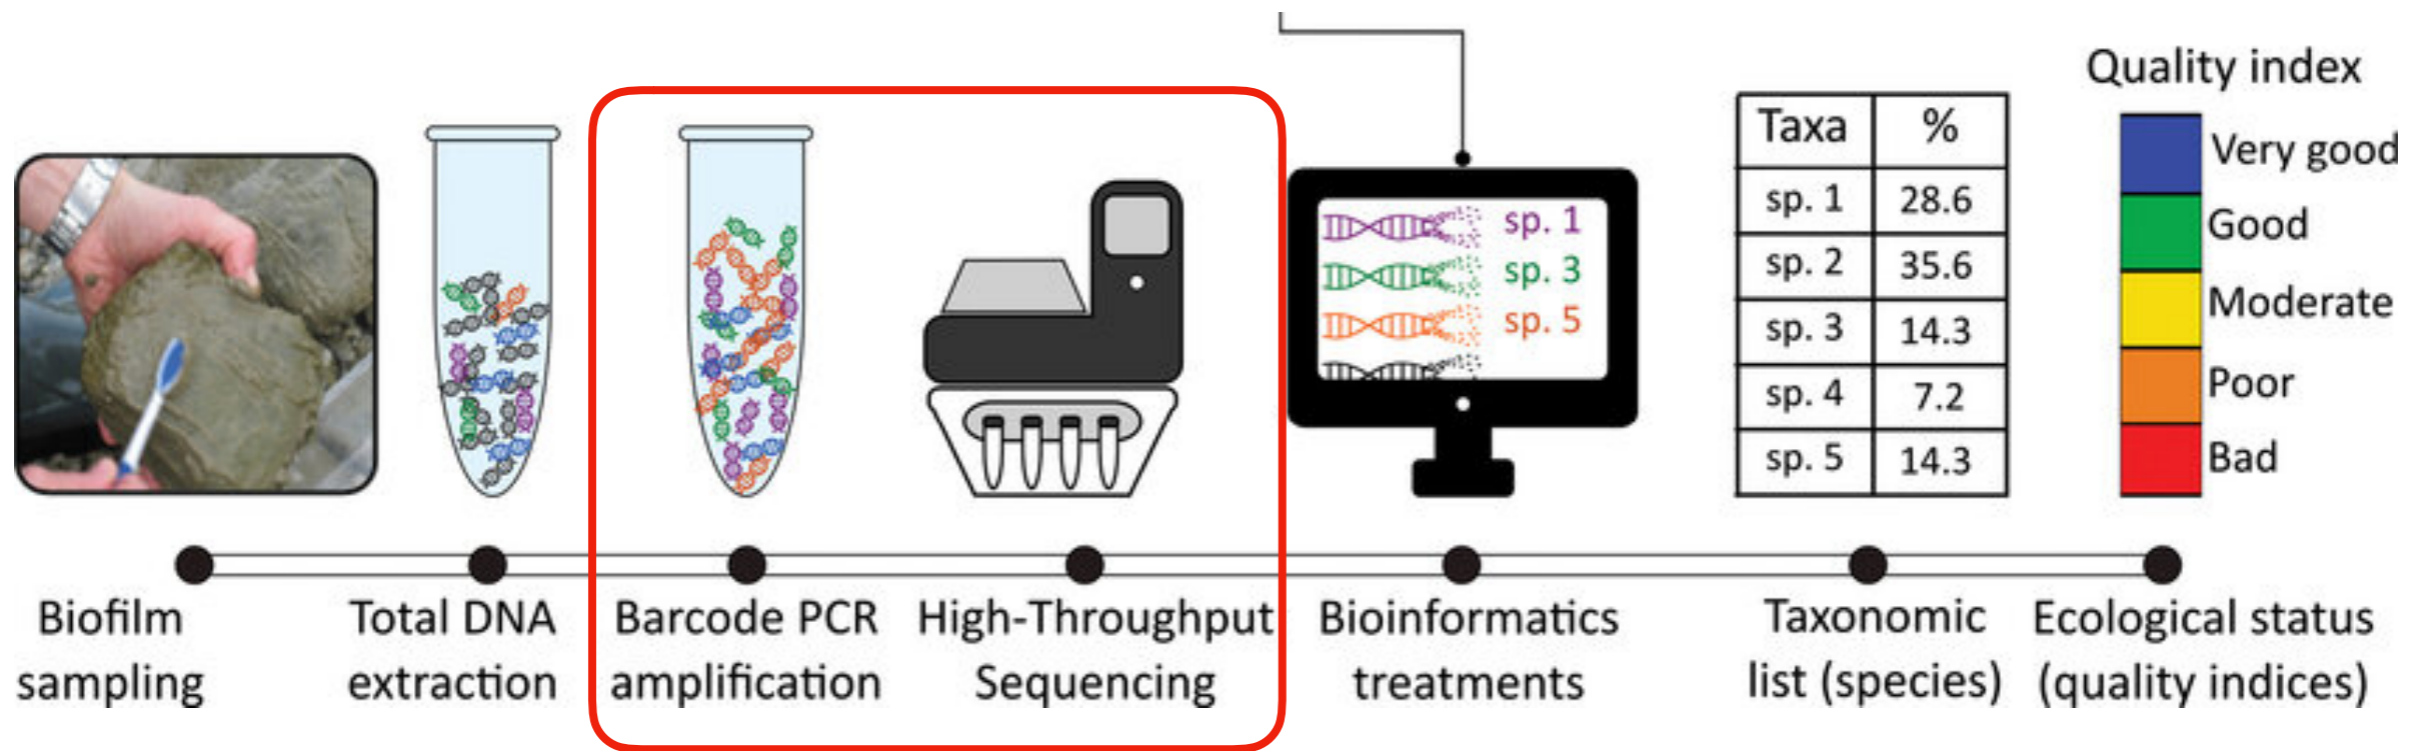 sp. 1
sp. 3
sp. 5
Taxa %
sp. 1 28.6
sp. 2 35.6
sp. 3 14.3
sp. 4 7.2
sp. 5 14.3
Quality index
Very good
Good
Moderate
Poor
Bad
Biofilm
sampling
Total DNA
extraction
Barcode PCR
amplification
High-Throughput
Sequencing
Bioinformatics
treatments
Taxonomic
list (species)
Ecological status
(quality indices)